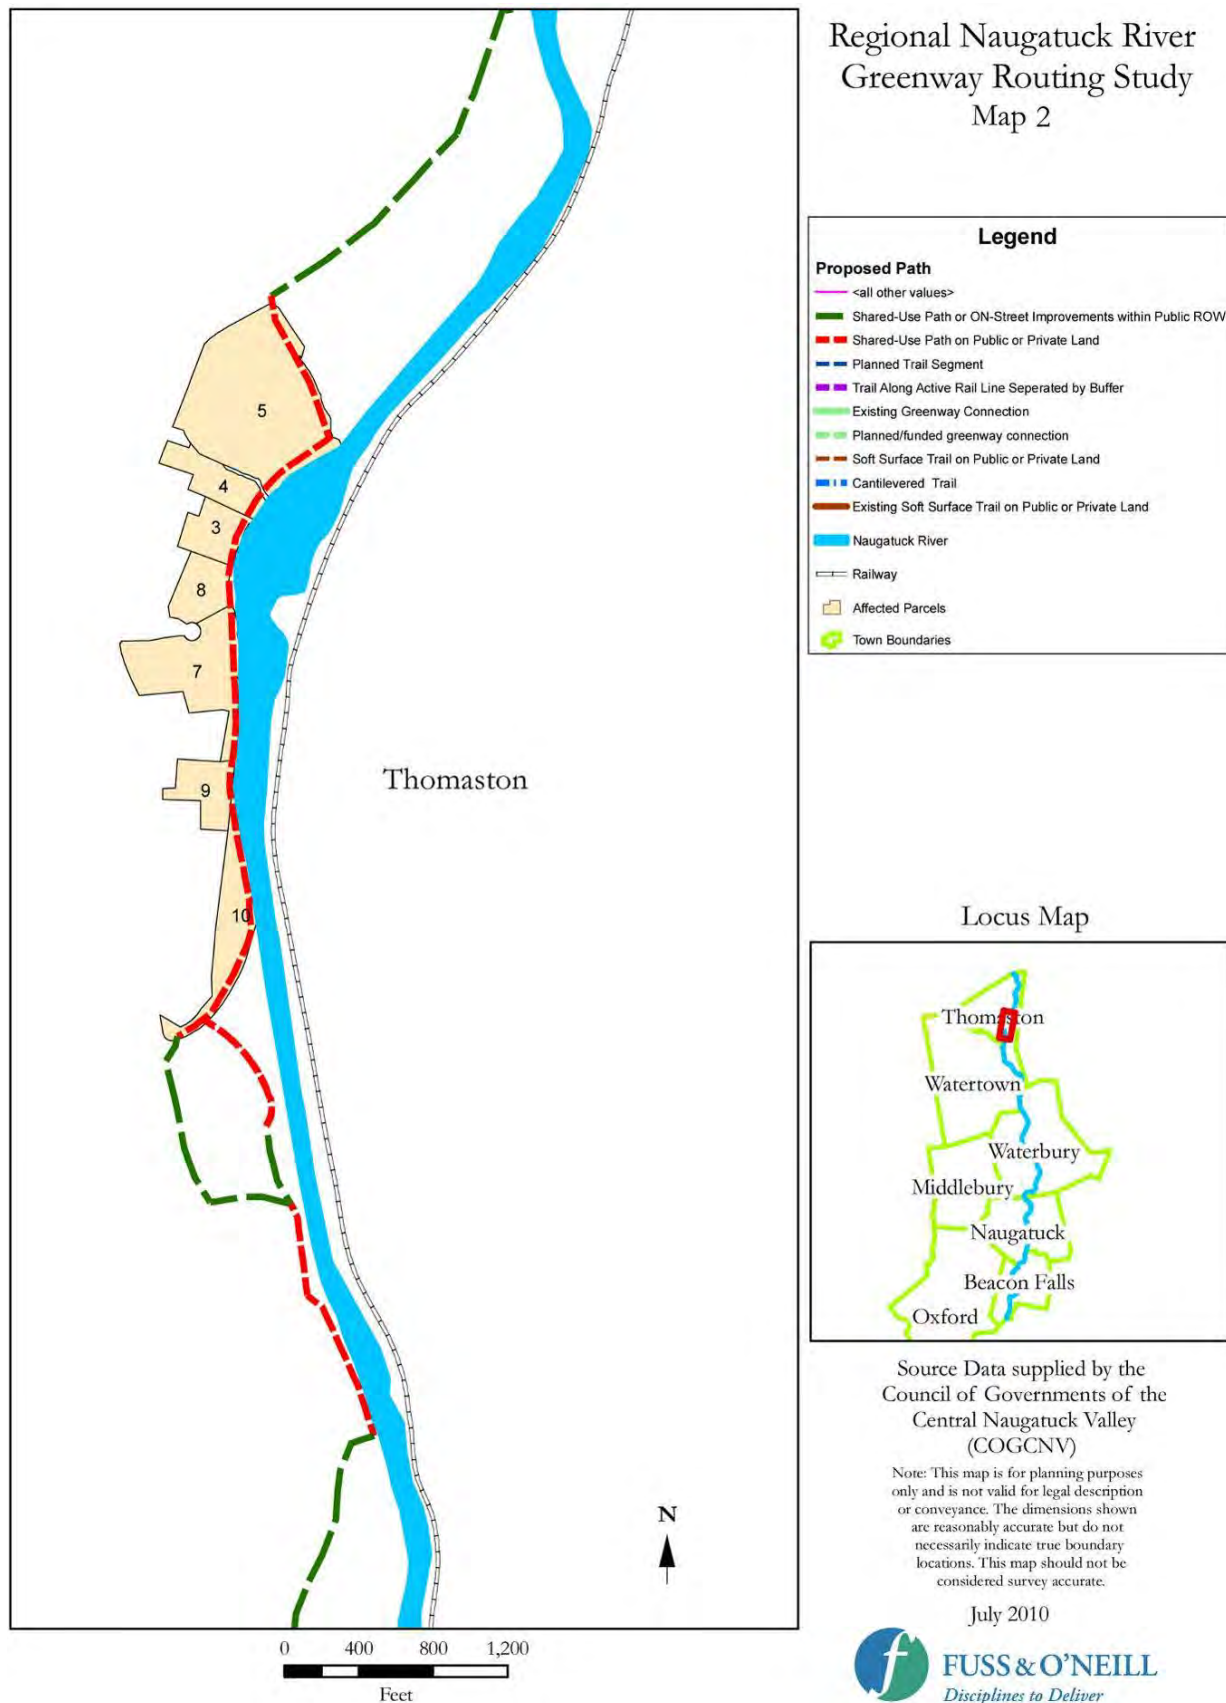 Regional Naugatuck River
Greenway Routing Study
Map 2
Legend
Proposed Path
<all other values>
Shared-Use Path or ON-Street Improvements within Public ROW
Shared-Use Path on Public or Private Land
Planned Trail Segment
Trail Along Active Rail Line Seperated by Buffer
Existing Greenway Connection
Planned/funded greenway connection
Soft Surface Trail on Public or Private Land
Cantilevered Trail
Existing Soft Surface Trail on Public or Private Land
Naugatuck River
Railway
Affected Parcels
Town Boundaries
5
4
3
8
7
9
10
Thomaston
N
0 400 800 1,200
Feet
Locus Map
Thomaston
Watertown
Waterbury
Middlebury
Naugatuck
Beacon Falls
Oxford
Source Data supplied by the
Council of Governments of the
Central Naugatuck Valley
(COGCNV)
Note: This map is for planning purposes
only and is not valid for legal description
or conveyance. The dimensions shown
are reasonably accurate but do not
necessarily indicate true boundary
locations. This map should not be
considered survey accurate.
July 2010
f
FUSS & O'NEILL
Disciplines to Deliver